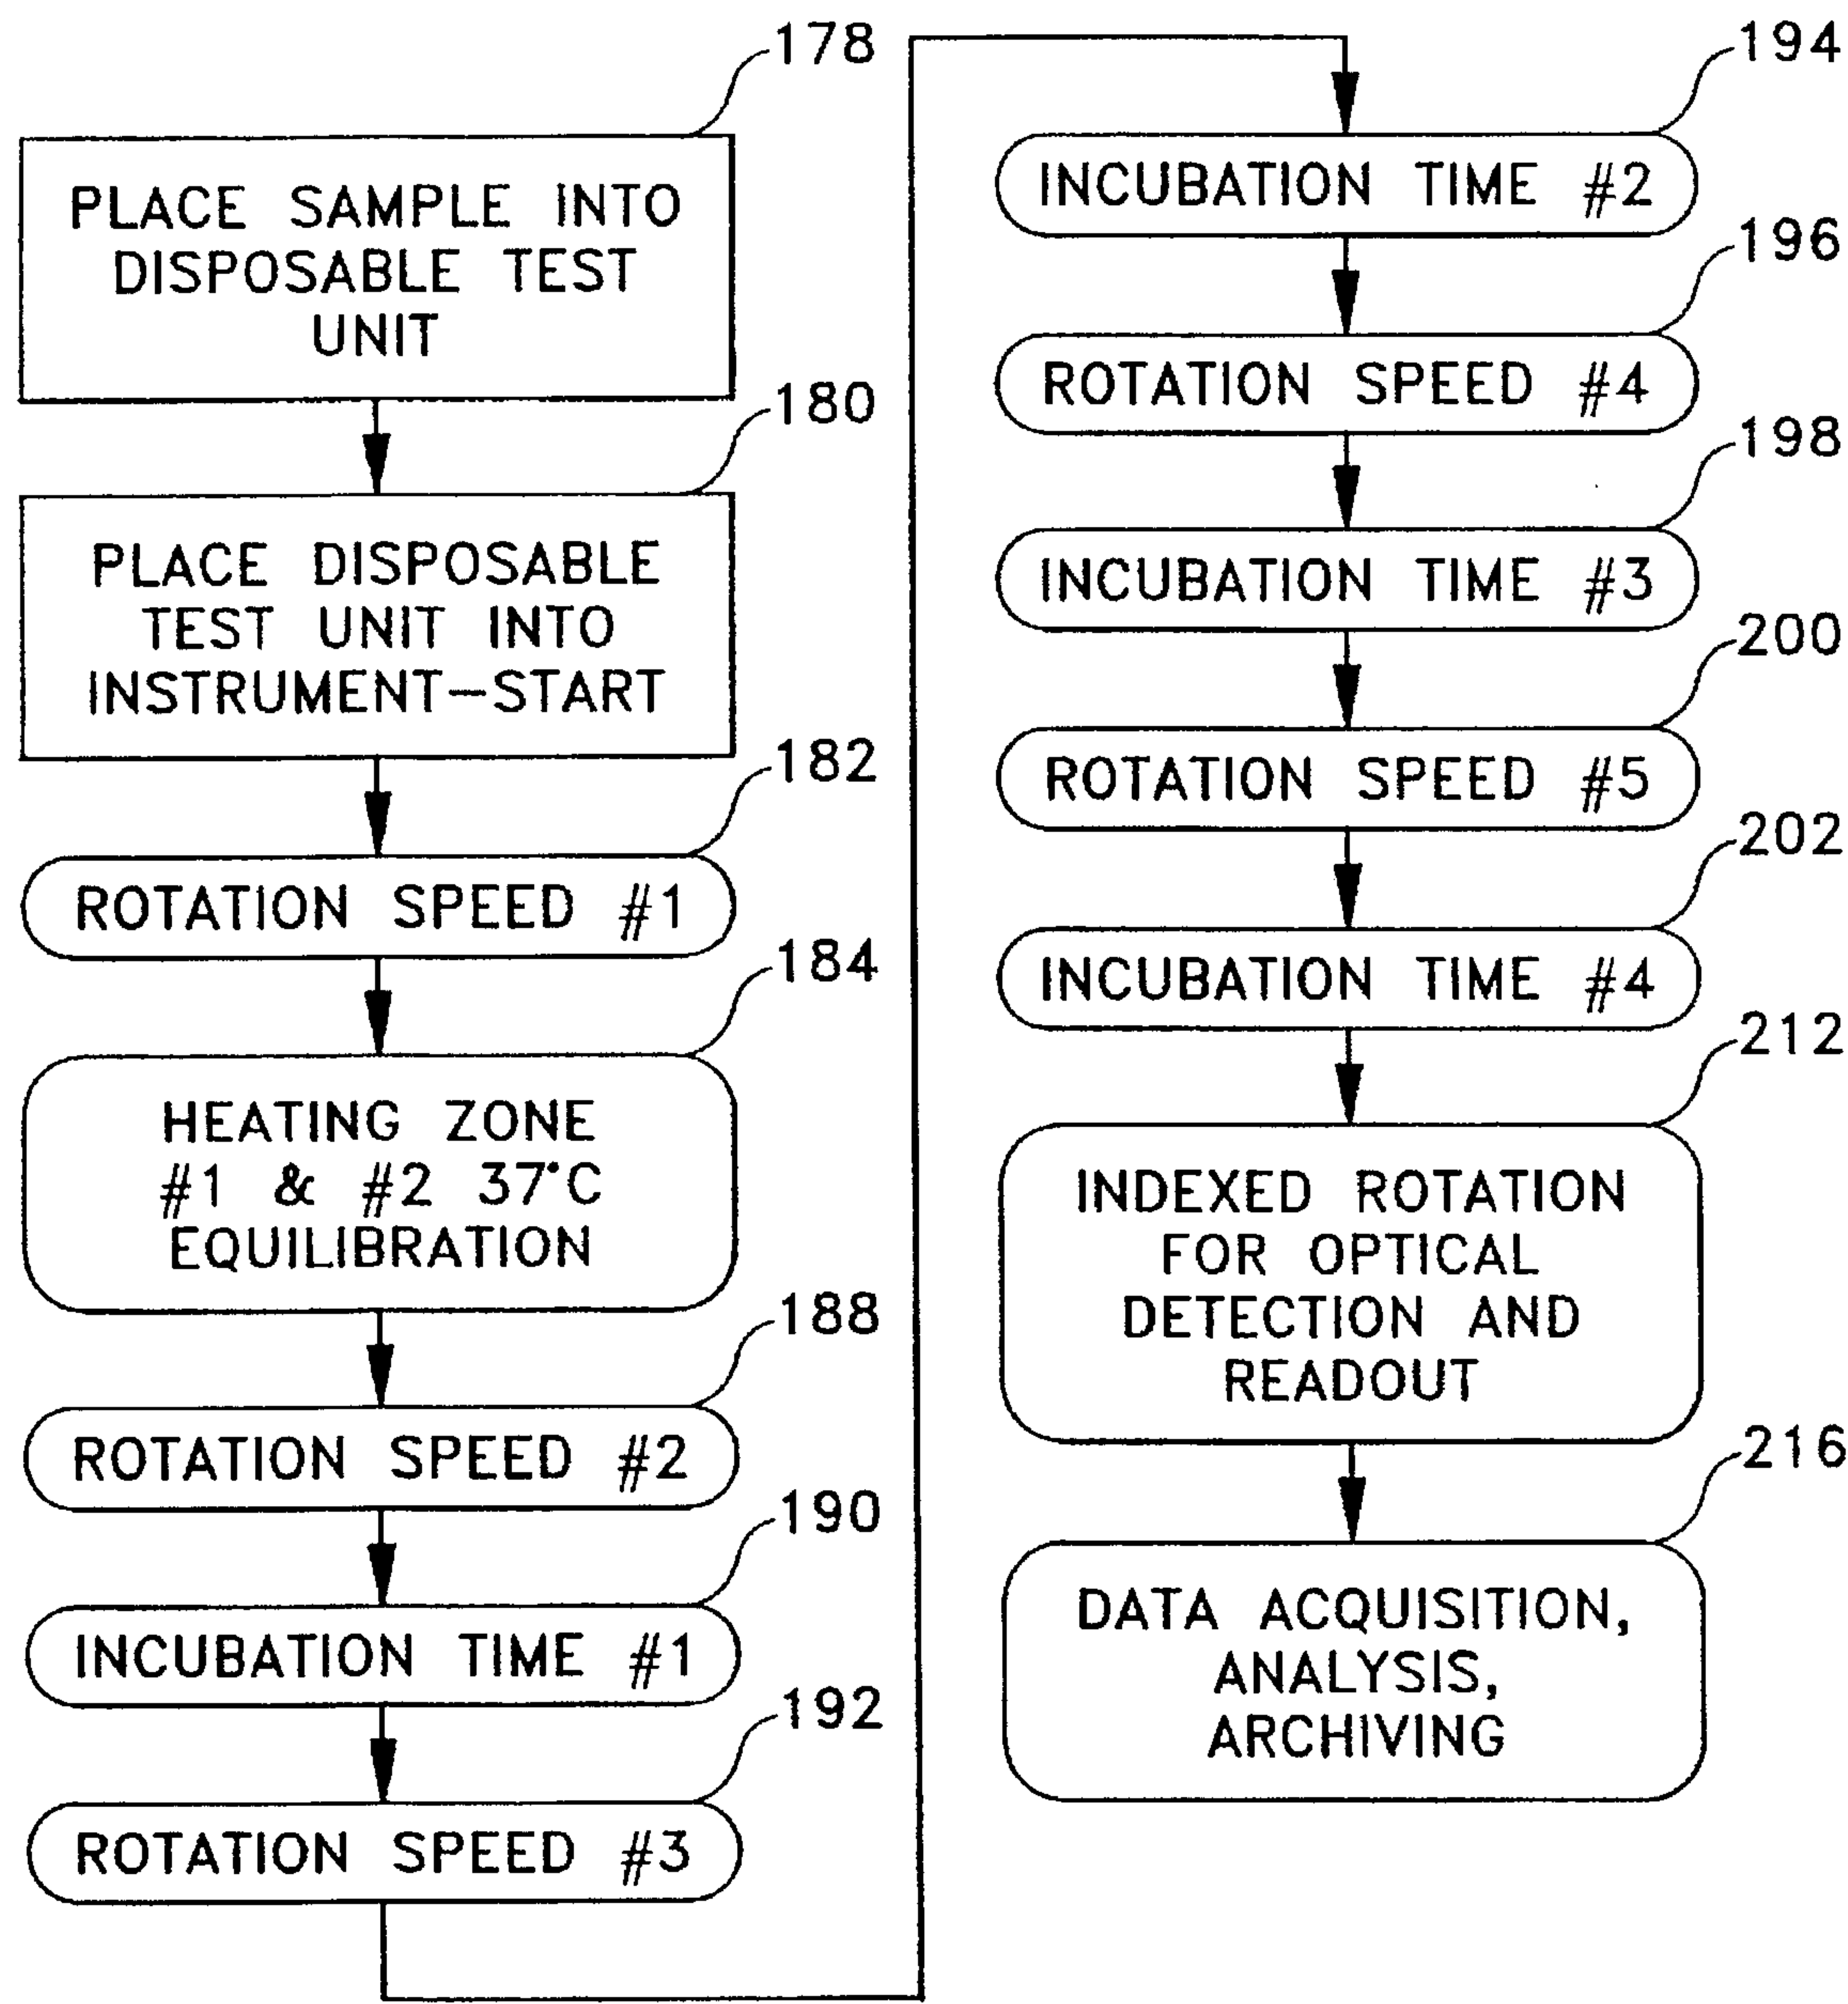 178
PLACE SAMPLE INTO
DISPOSABLE TEST
UNIT
180
PLACE DISPOSABLE
TEST UNIT INTO
INSTRUMENT-START
182
ROTATION SPEED #1
184
HEATING ZONE
#1 & #2 37°C
EQUILIBRATION
188
ROTATION SPEED #2
190
INCUBATION TIME #1
192
ROTATION SPEED #3
194
INCUBATION TIME #2
196
ROTATION SPEED #4
198
INCUBATION TIME #3
200
ROTATION SPEED #5
202
INCUBATION TIME #4
212
INDEXED ROTATION
FOR OPTICAL
DETECTION AND
READOUT
216
DATA ACQUISITION,
ANALYSIS,
ARCHIVING